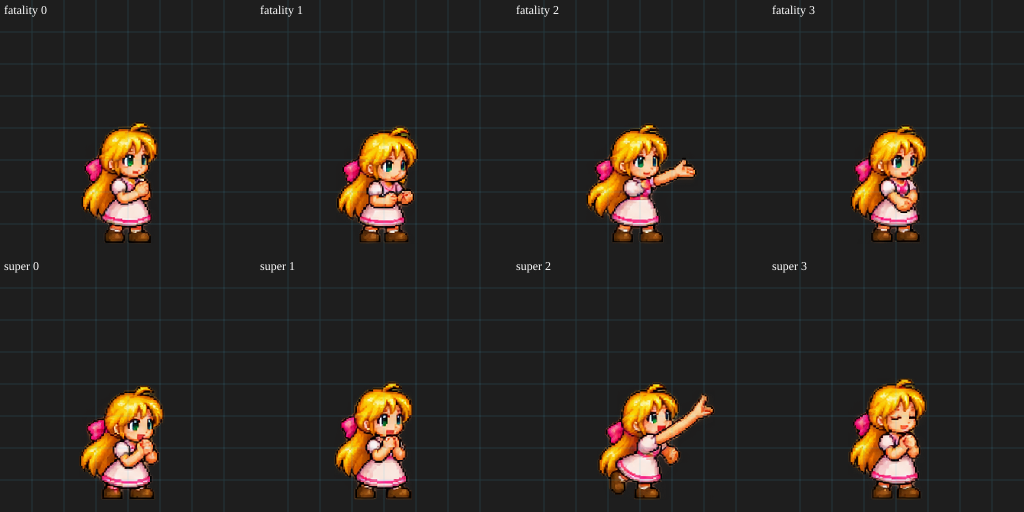 fatality 0
fatality 1
fatality 2
fatality 3
super 0
super 1
super 2
super 3